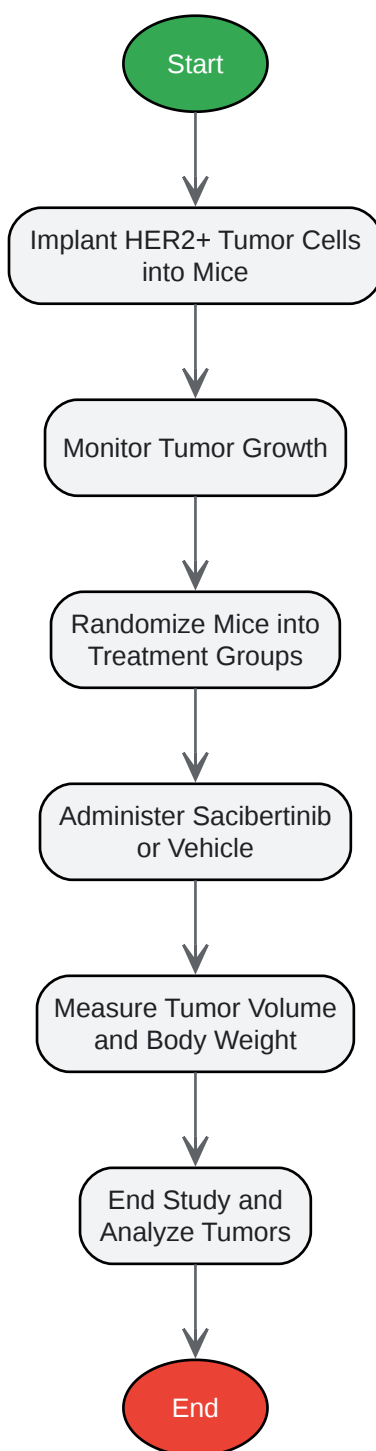 Start
Implant HER2+ Tumor Cells
into Mice
Monitor Tumor Growth
Randomize Mice into
Treatment Groups
Administer Sacibertinib
or Vehicle
Measure Tumor Volume
and Body Weight
End Study and
Analyze Tumors
End